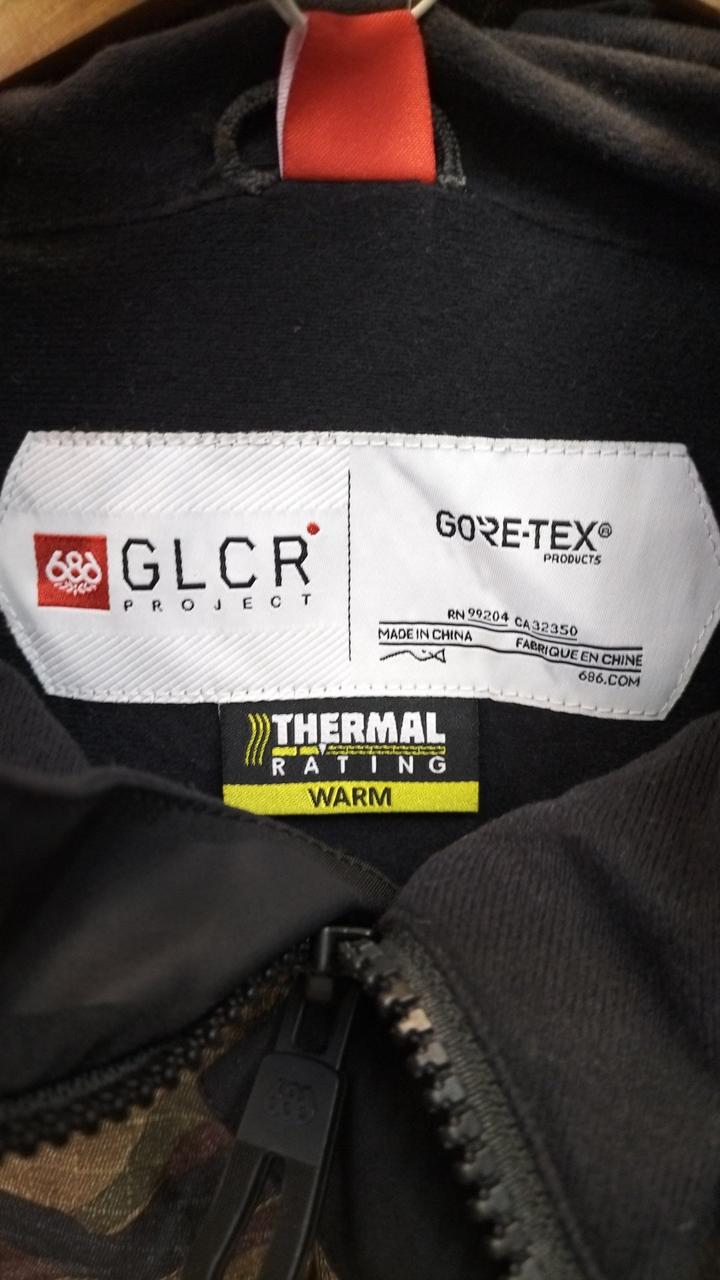 686
GLCR
PROJECT
GORE-TEX®
PRODUCTS
RN 99204 CA 32350
MADE IN CHINA FABRIQUE EN CHINE
686.COM
THERMAL
RATING
WARM
686